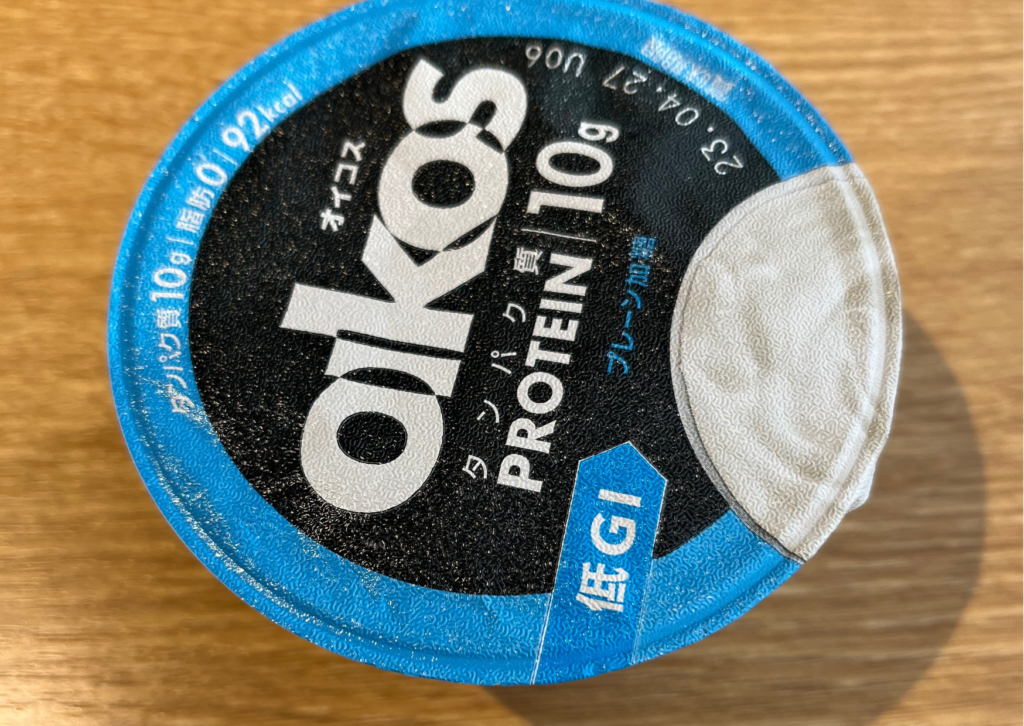 タンパク質10g|脂肪0|92kcal
オイコス
oikos
タンパク質
PROTEIN|10g
プレーン加糖
低GI
23.04.27 U06